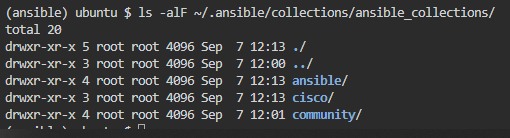 (ansible) ubuntu $ ls -alF ~/.ansible/collections/ansible_collections/
total 20
drwxr-xr-x 5 root root 4096 Sep  7 12:13 ./
drwxr-xr-x 3 root root 4096 Sep  7 12:00 ../
drwxr-xr-x 4 root root 4096 Sep  7 12:13 ansible/
drwxr-xr-x 3 root root 4096 Sep  7 12:13 cisco/
drwxr-xr-x 4 root root 4096 Sep  7 12:01 community/